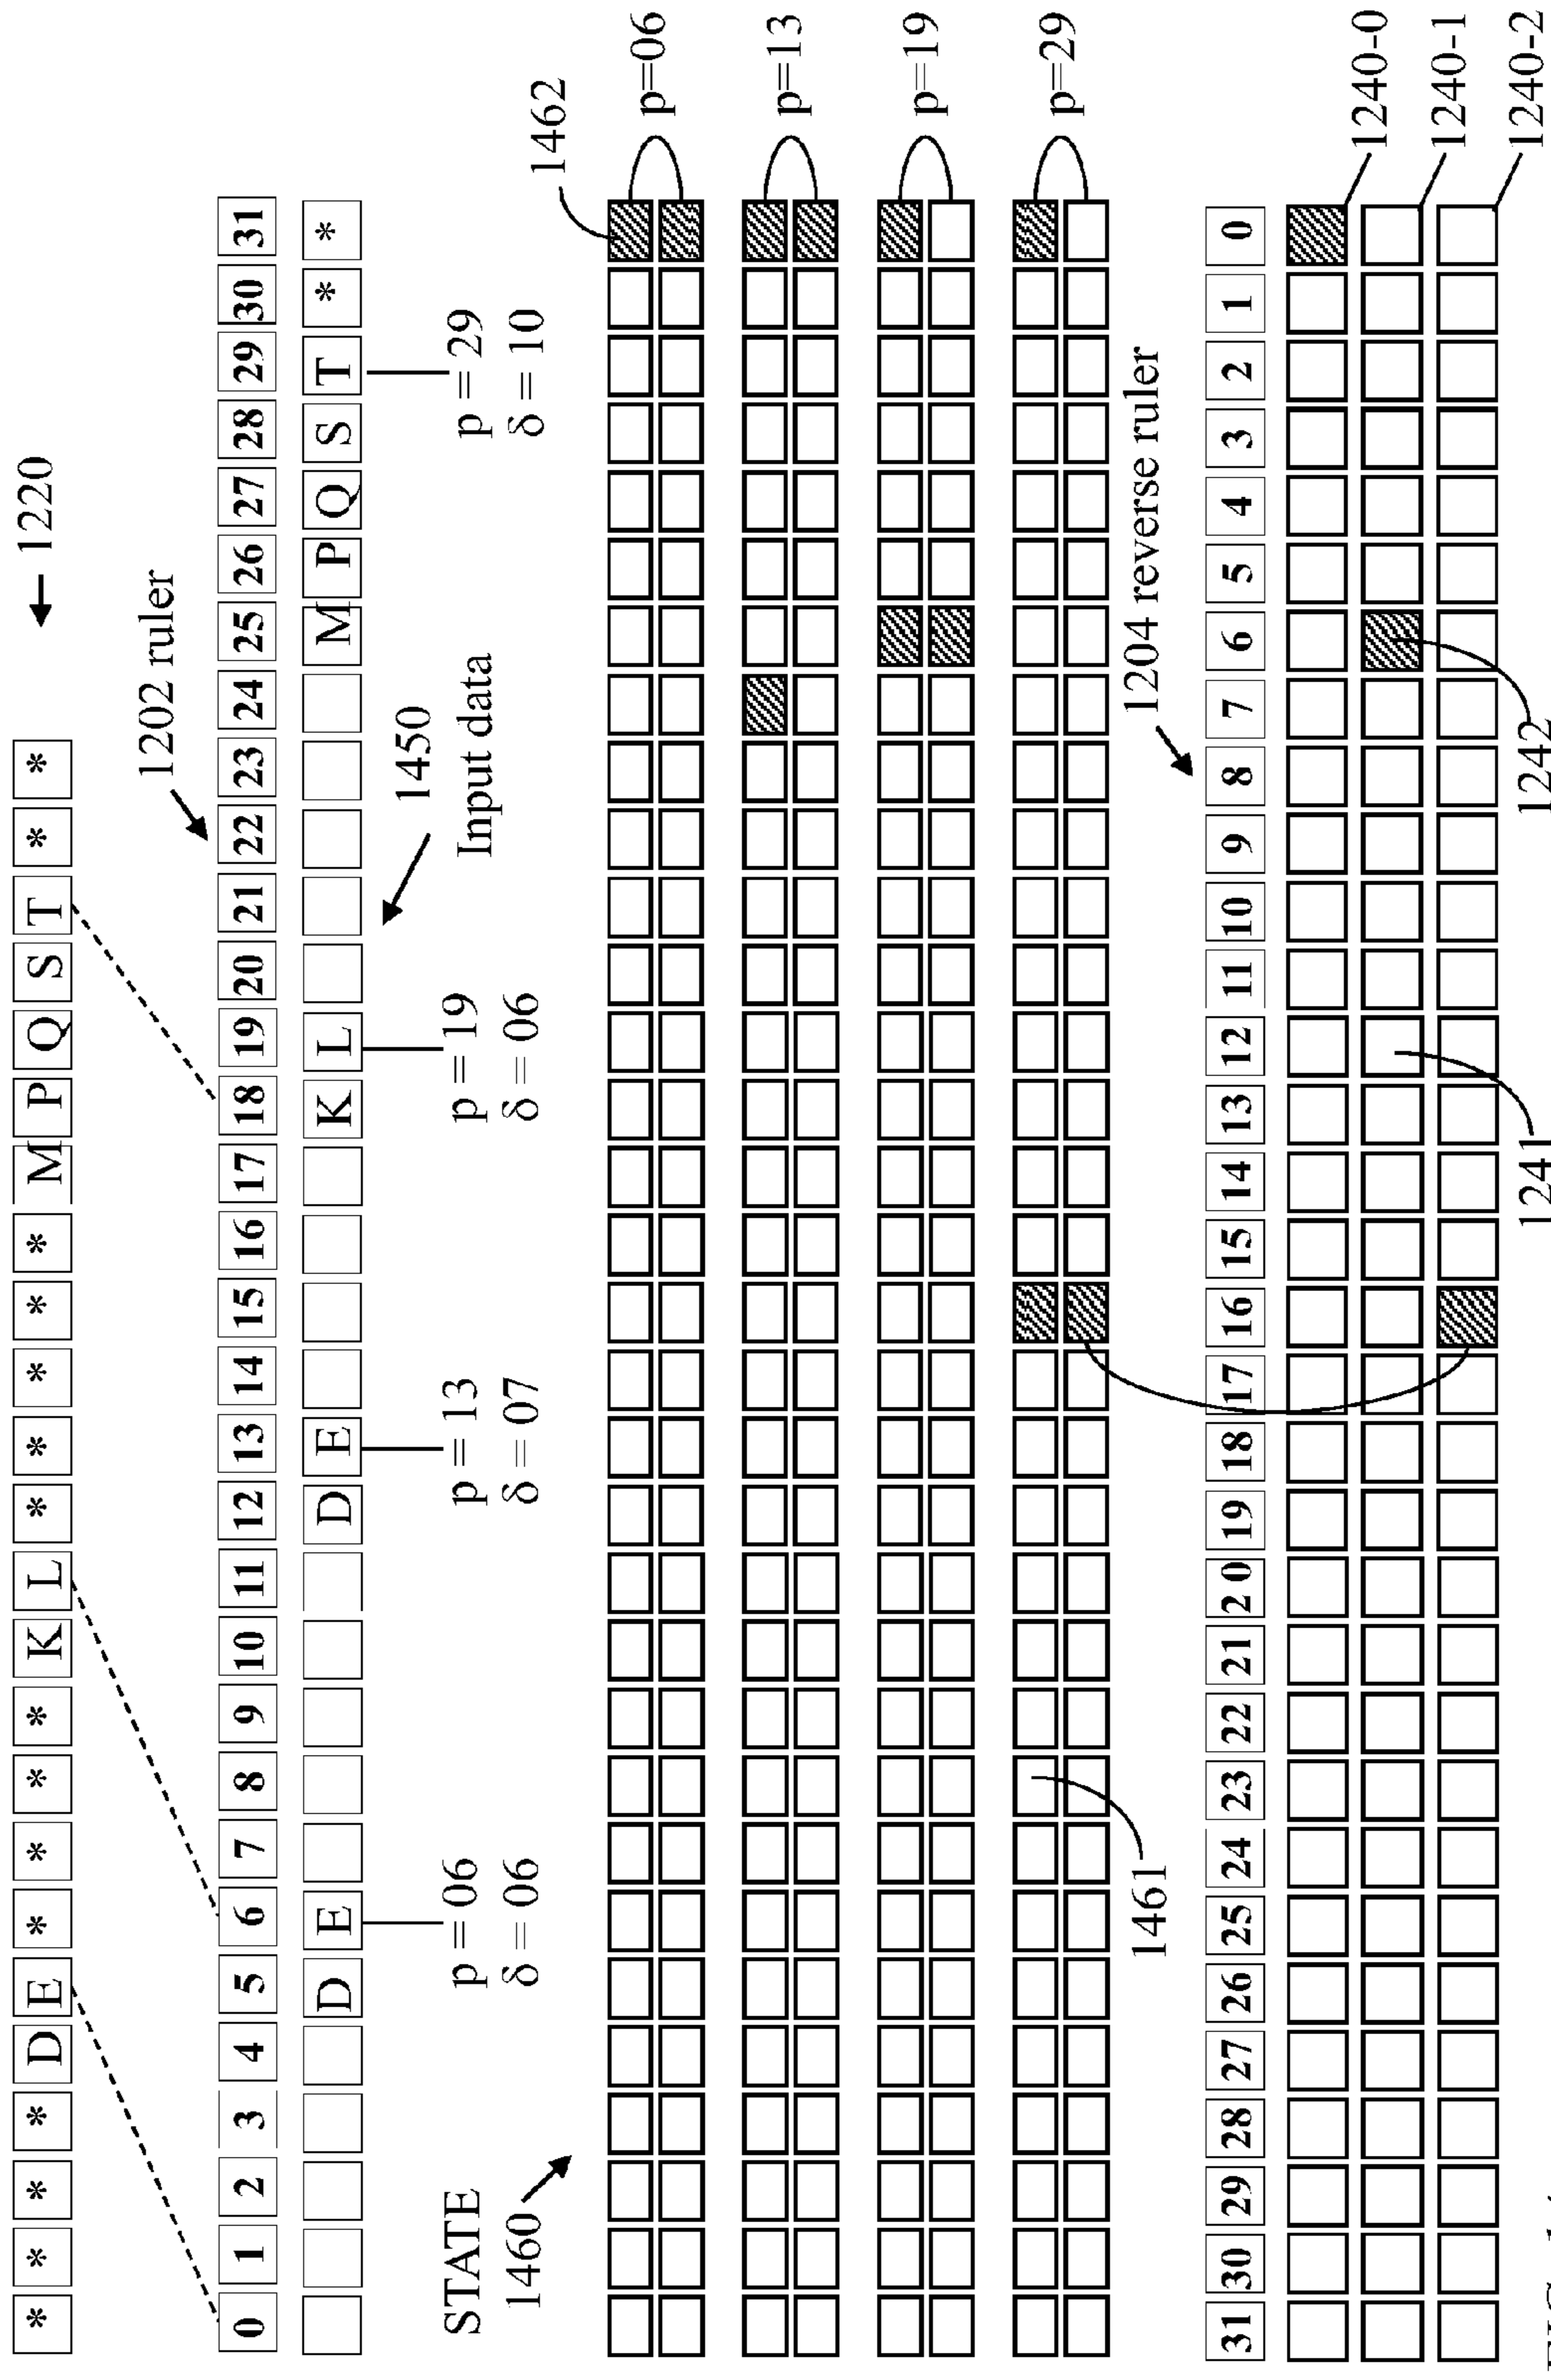 * * * * D E * * * * K L * * * * * M P Q S T * * ← 1220
1202 ruler
0 1 2 3 4 5 6 7 8 9 10 11 12 13 14 15 16 17 18 19 20 21 22 23 24 25 26 27 28 29 30 31
D E D E K L M P Q S T * *
1450
Input data
p = 06
δ = 06
p = 13
δ = 07
p = 19
δ = 06
p = 29
δ = 10
STATE
1460
1462
p=06
p=13
p=19
p=29
1461
1204 reverse ruler
31 30 29 28 27 26 25 24 23 22 21 20 19 18 17 16 15 14 13 12 11 10 9 8 7 6 5 4 3 2 1 0
1240-0
1240-1
1240-2
1241
1242